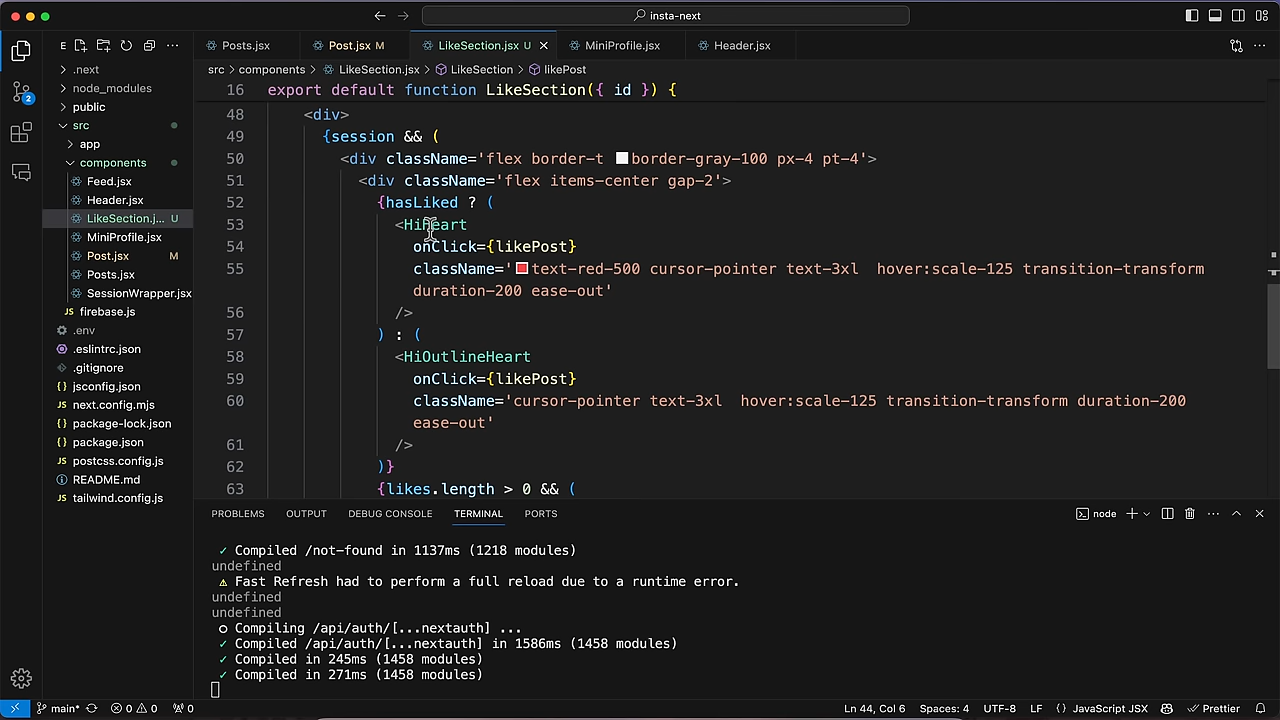 insta-next
E
Posts.jsx
Post.jsx M
LikeSection.jsx U
MiniProfile.jsx
Header.jsx
src > components > LikeSection.jsx > LikeSection > likePost
.next
node_modules
public
src
app
components
Feed.jsx
Header.jsx
LikeSection.j... U
MiniProfile.jsx
Post.jsx M
Posts.jsx
SessionWrapper.jsx
JS firebase.js
.env
.eslintrc.json
.gitignore
{} jsconfig.json
JS next.config.mjs
{} package-lock.json
{} package.json
JS postcss.config.js
README.md
JS tailwind.config.js
2
16 export default function LikeSection({ id }) {
48 <div>
49 {session && (
50 <div className='flex border-t border-gray-100 px-4 pt-4'>
51 <div className='flex items-center gap-2'>
52 {hasLiked ? (
53 <HiHeart
54 onClick={likePost}
55 className='text-red-500 cursor-pointer text-3xl  hover:scale-125 transition-transform
duration-200 ease-out'
56 />
57 ) : (
58 <HiOutlineHeart
59 onClick={likePost}
60 className='cursor-pointer text-3xl  hover:scale-125 transition-transform duration-200
ease-out'
61 />
62 )}
63 {likes.length > 0 && (
PROBLEMS OUTPUT DEBUG CONSOLE TERMINAL PORTS
node
✓ Compiled /not-found in 1137ms (1218 modules)
undefined
⚠ Fast Refresh had to perform a full reload due to a runtime error.
undefined
undefined
○ Compiling /api/auth/[...nextauth] ...
✓ Compiled /api/auth/[...nextauth] in 1586ms (1458 modules)
✓ Compiled in 245ms (1458 modules)
✓ Compiled in 271ms (1458 modules)
main* 0 0 0 Ln 44, Col 6 Spaces: 4 UTF-8 LF {} JavaScript JSX Prettier